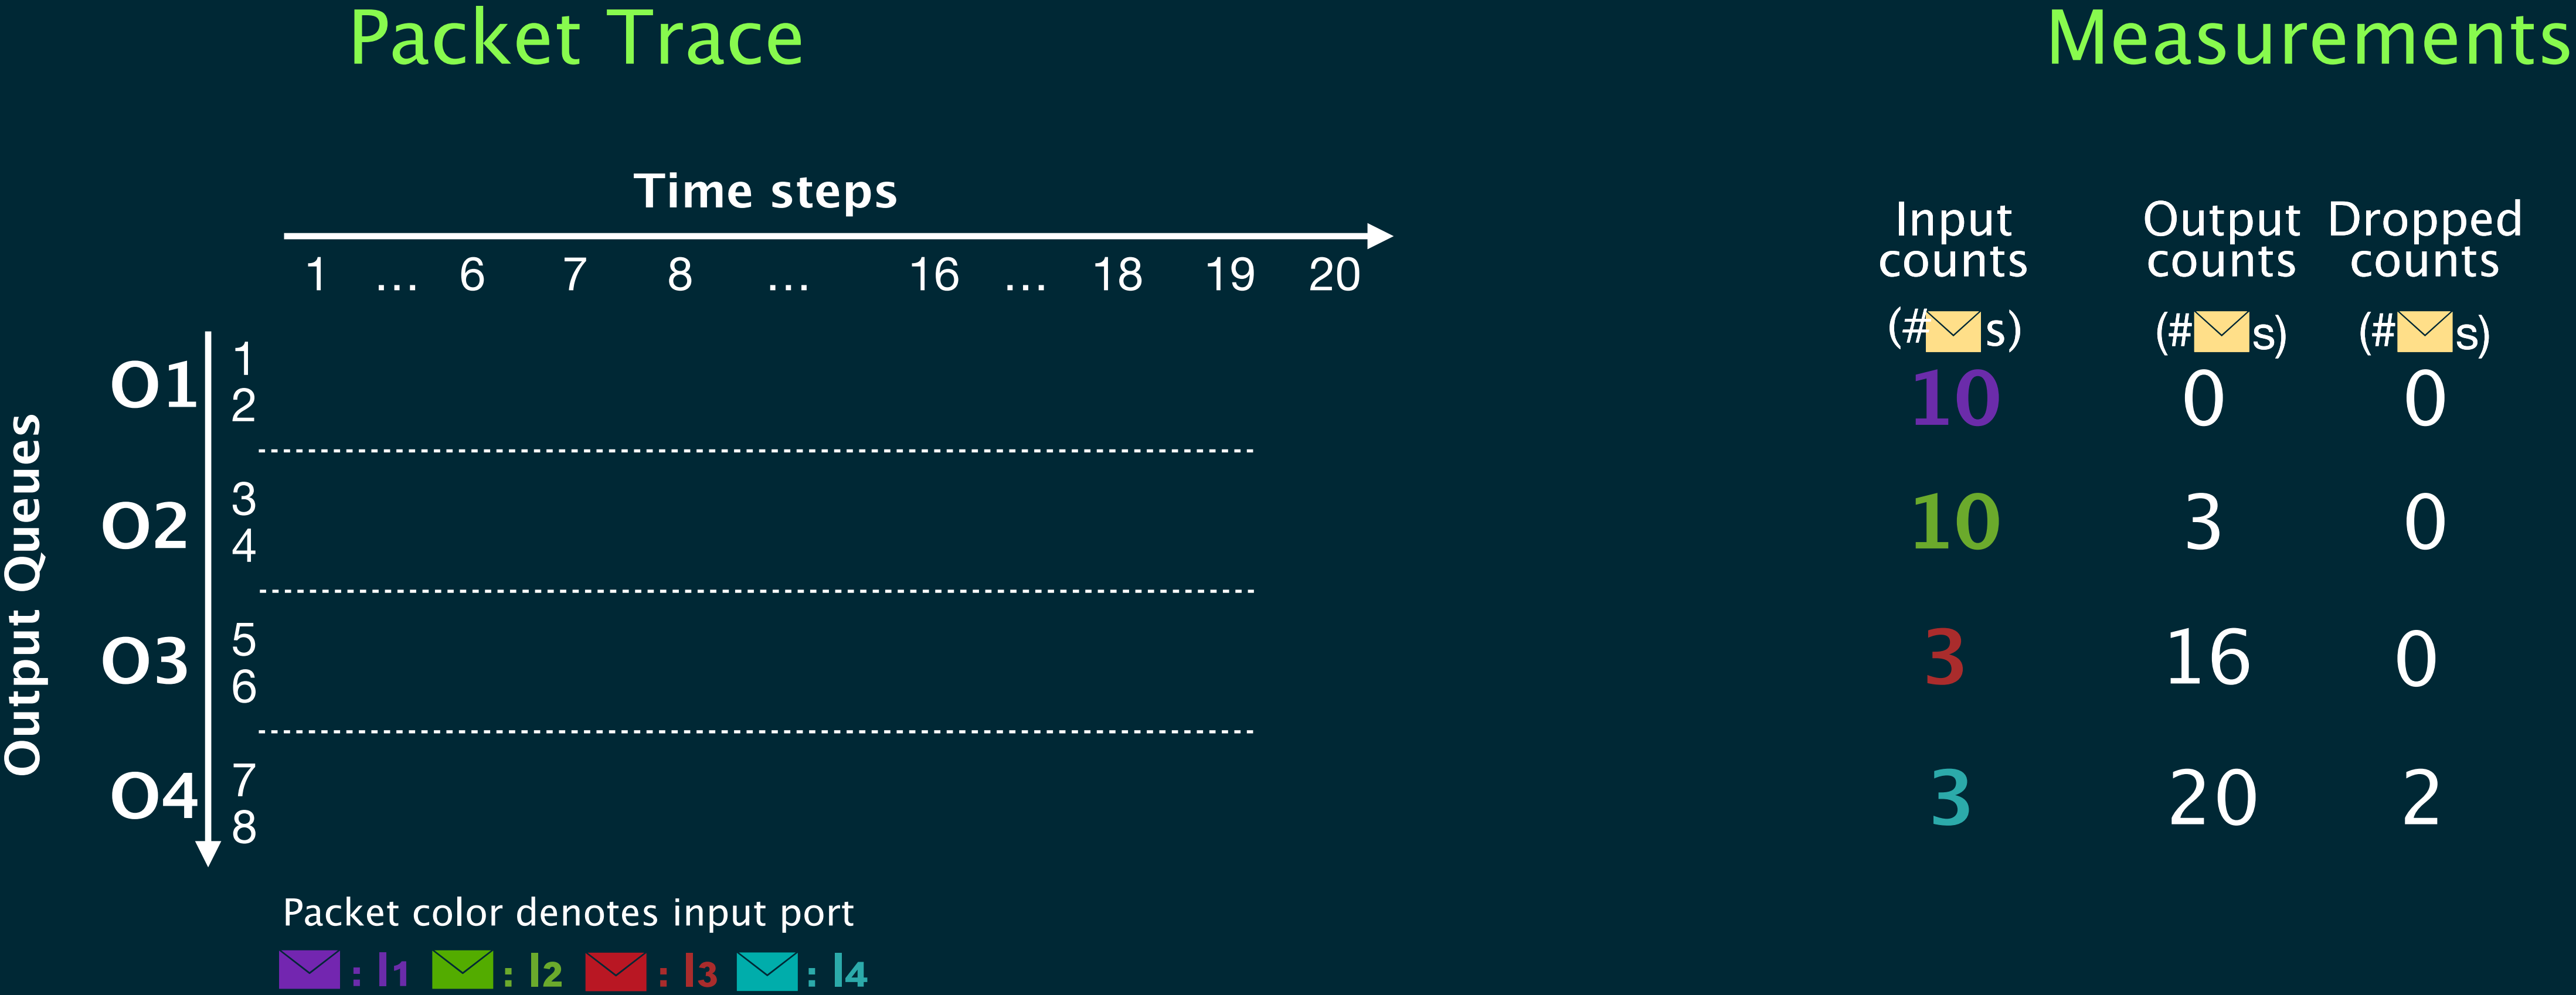 Packet Trace
Measurements
Time steps
1 ... 6 7 8 ... 16 ... 18 19 20
Input counts
Output counts
Dropped counts
(# s)
(# s)
(# s)
Output Queues
O1
1
2
10 0 0
O2
3
4
10 3 0
O3
5
6
3 16 0
O4
7
8
3 20 2
Packet color denotes input port
: I1 : I2 : I3 : I4